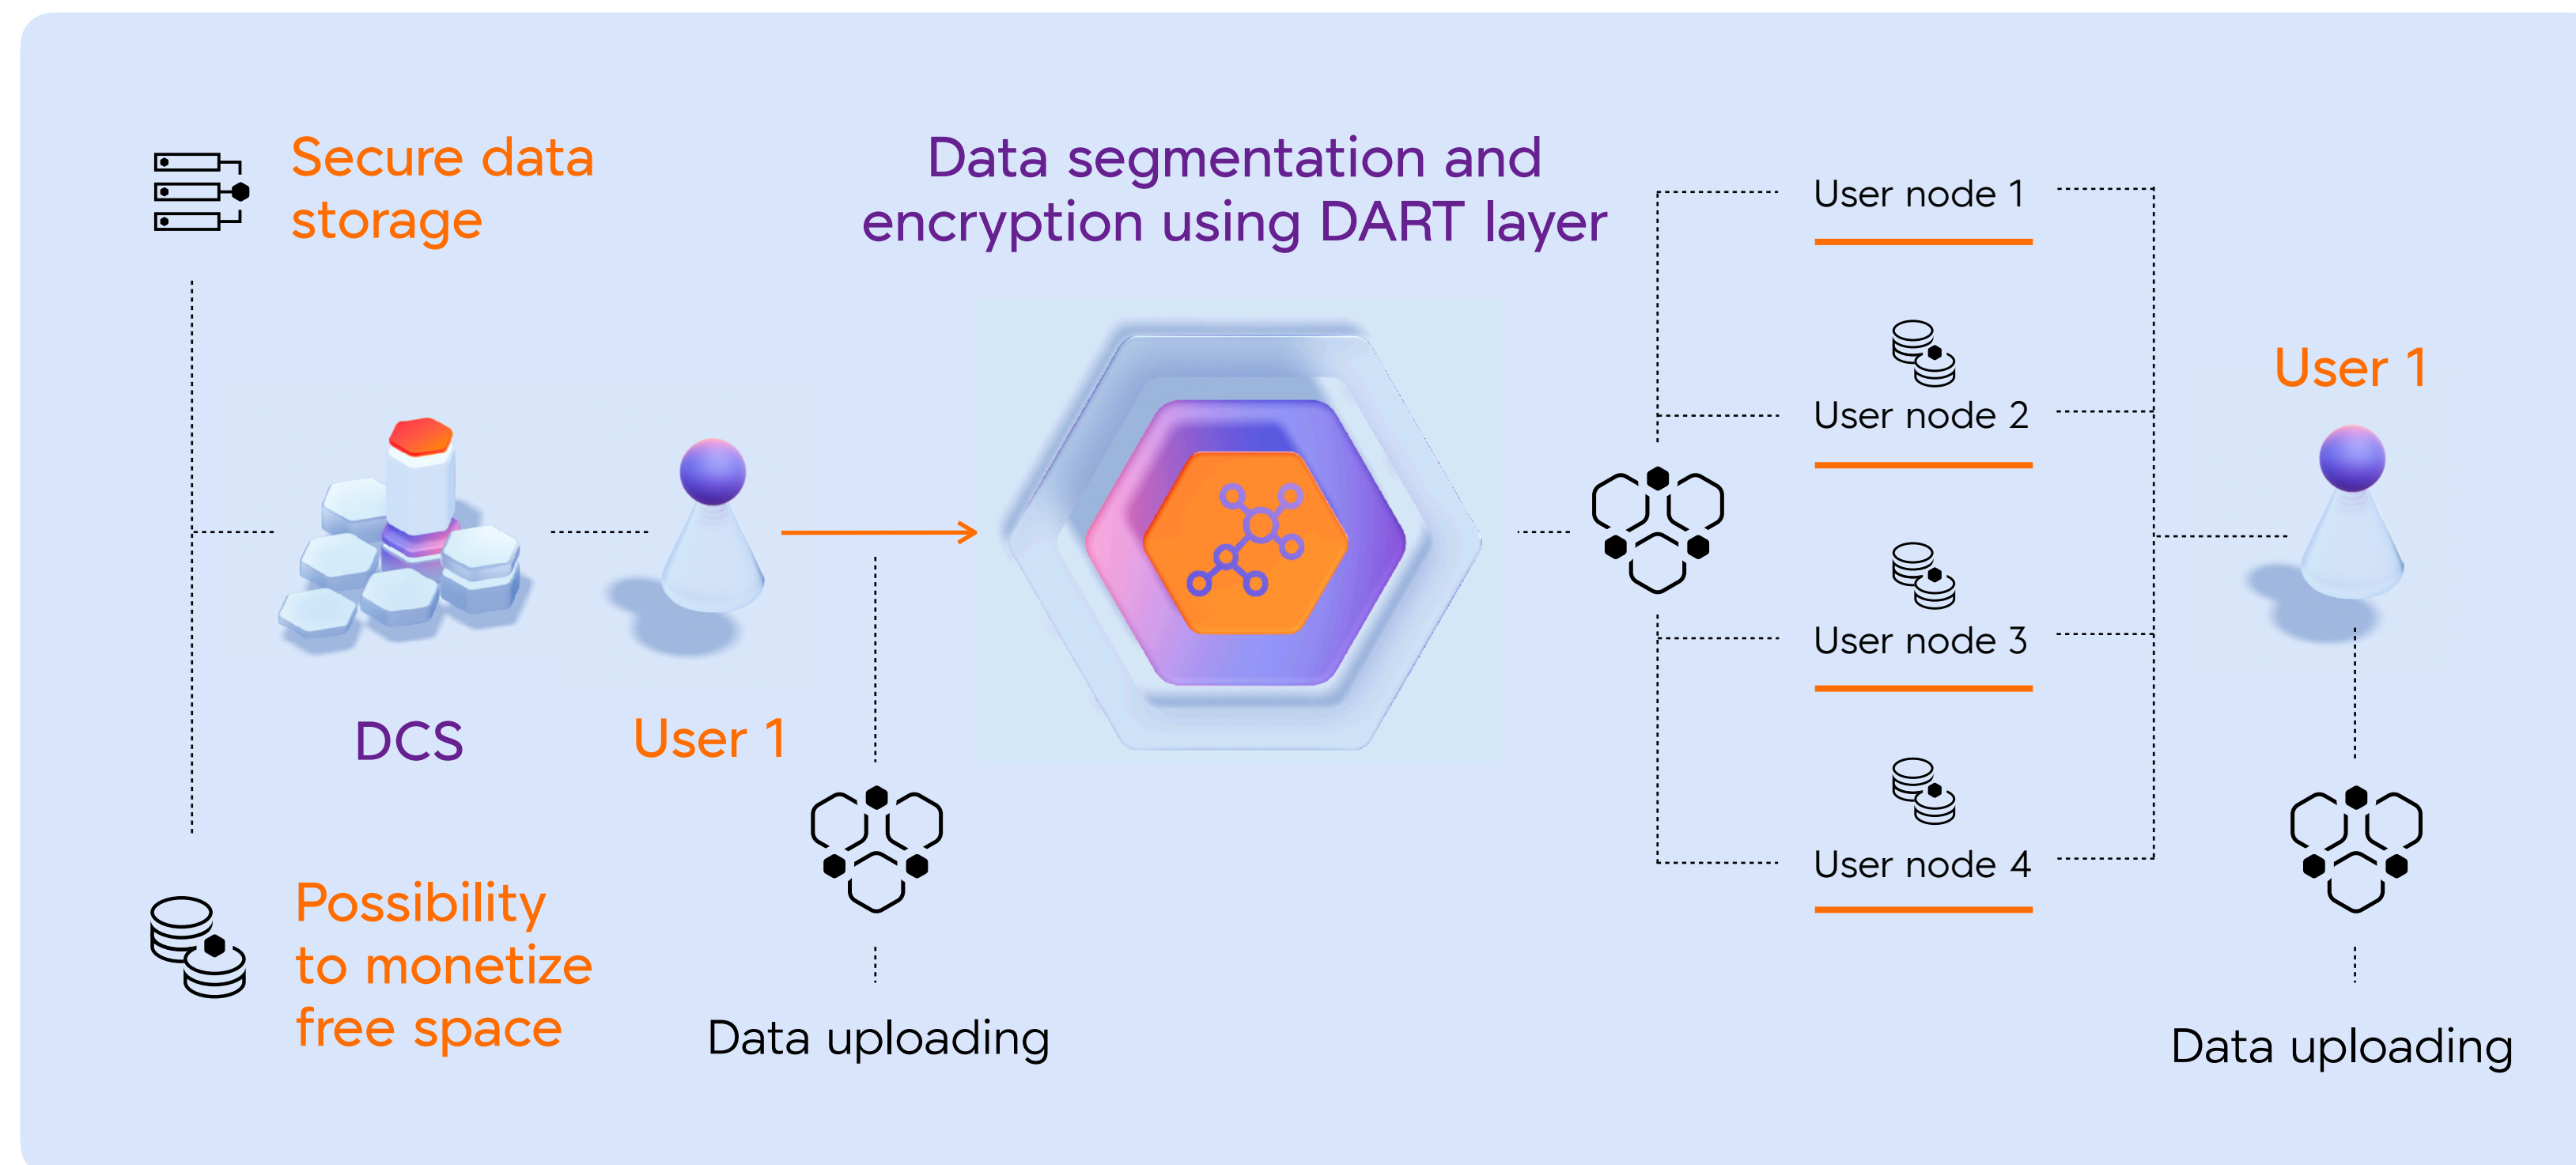 Secure data
storage
DCS
User 1
Possibility
to monetize
free space
Data uploading
Data segmentation and
encryption using DART layer
User node 1
User node 2
User node 3
User node 4
User 1
Data uploading